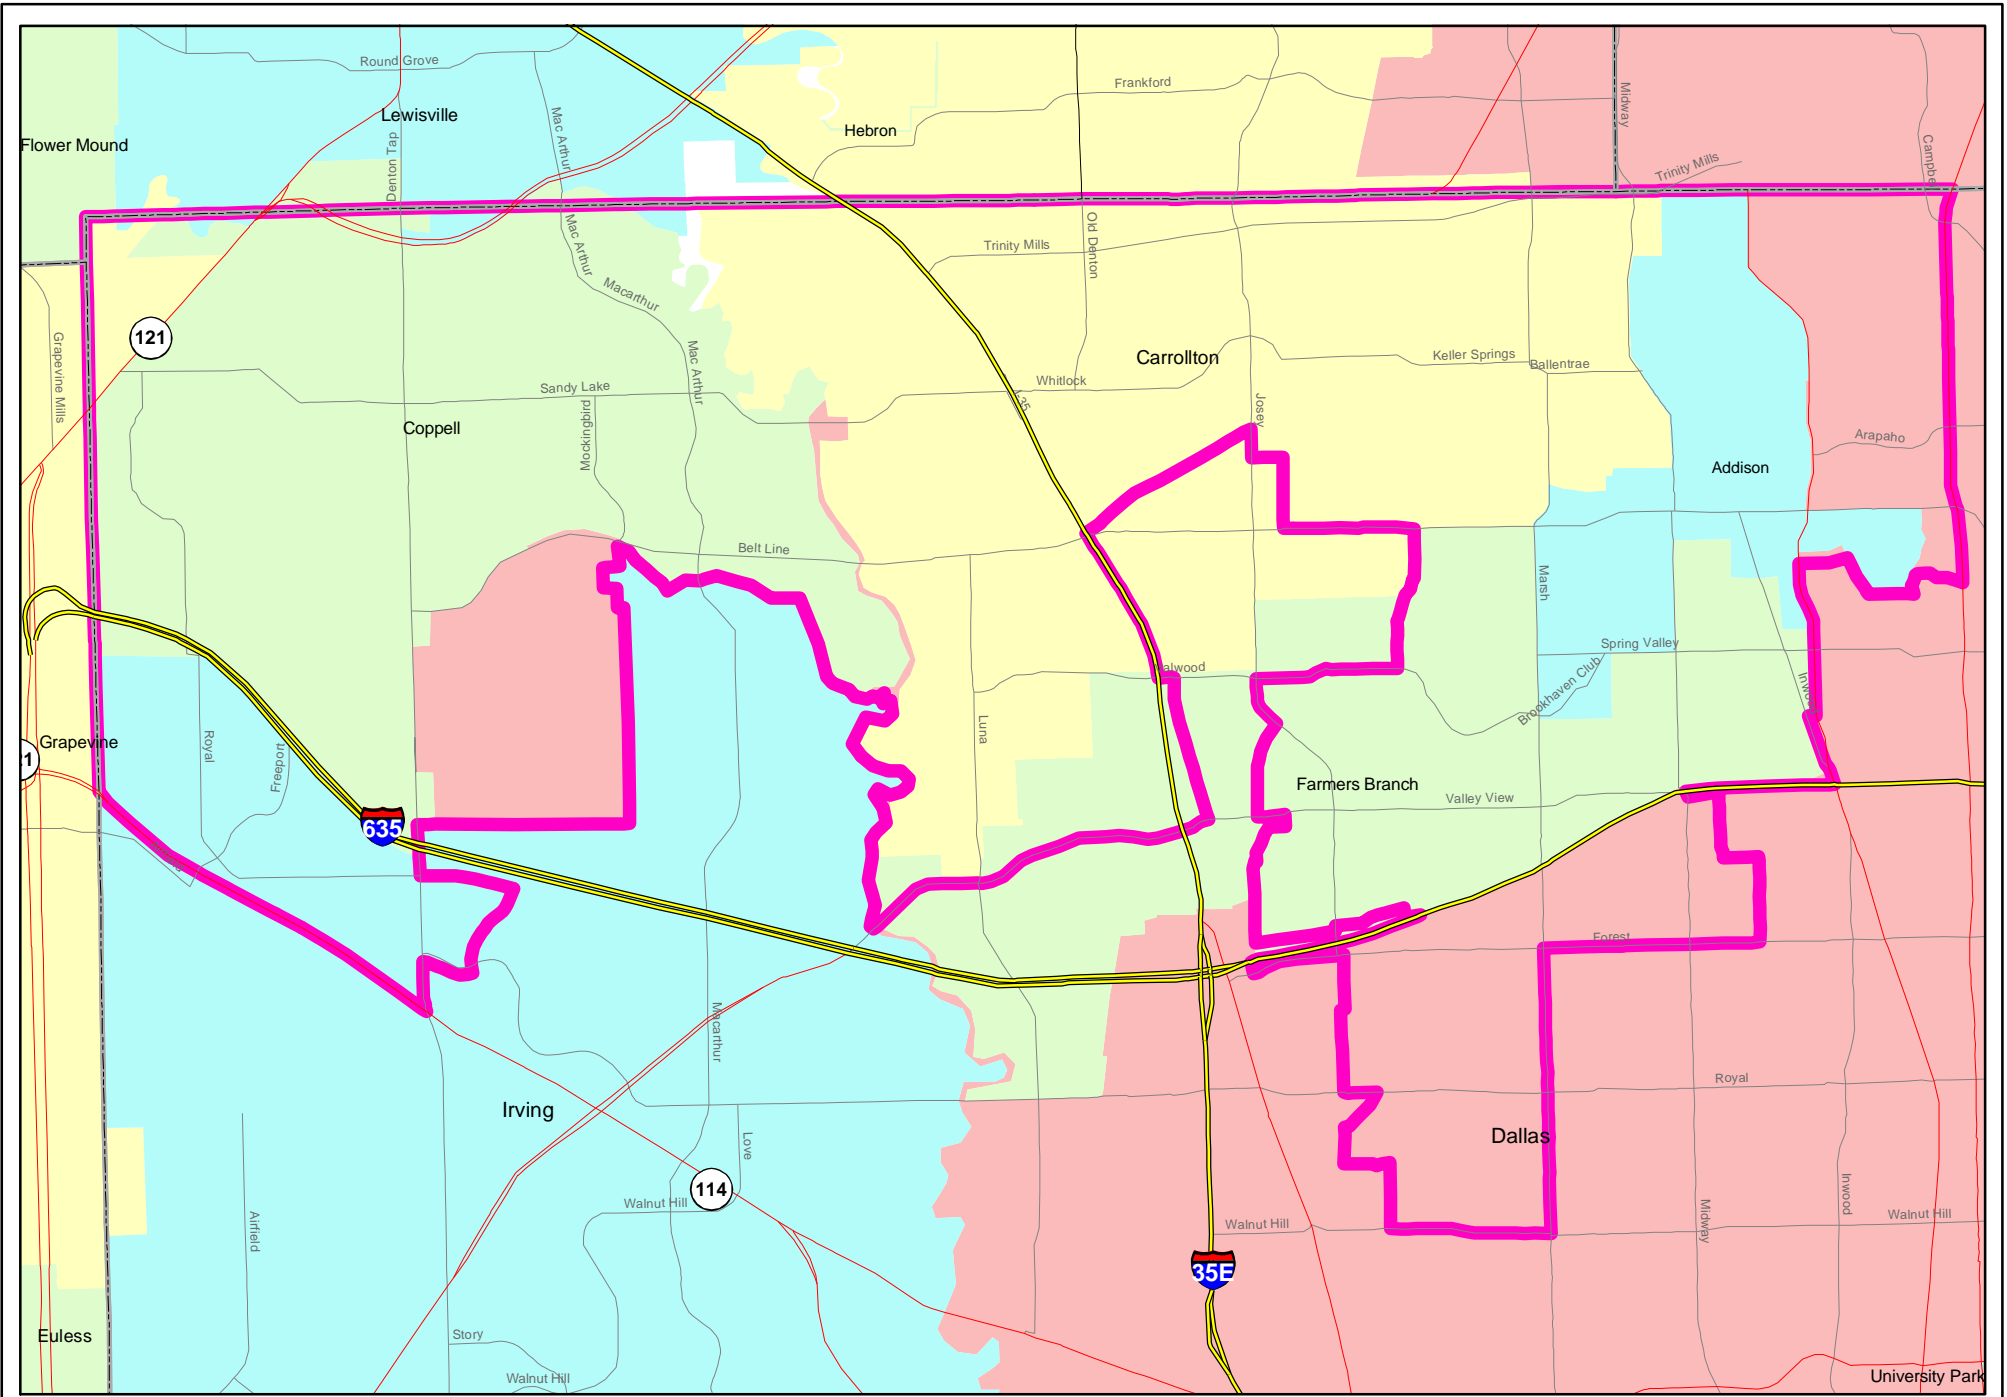 Round Grove
Frankford
Midway
Lewisville
Mac Arthur
Hebron
Flower Mound
Denton Tap
Trinity Mills
Mac Arthur
Old Denton
Trinity Mills
Macarthur
121
Grapevine Mills
Mac Arthur
Carrollton
Keller Springs
Ballentrae
Sandy Lake
Whitlock
Mockingbird
Josey
Coppell
Arapaho
Addison
Belt Line
Marsh
Spring Valley
Brookhaven Club
Luna
Royal
Freeport
Grapevine
Farmers Branch
Valley View
635
Forest
Macarthur
Royal
Irving
Dallas
Love
114
Walnut Hill
Inwood
Midway
Airfield
Walnut Hill
Walnut Hill
35E
Euless
Story
Walnut Hill
University Park